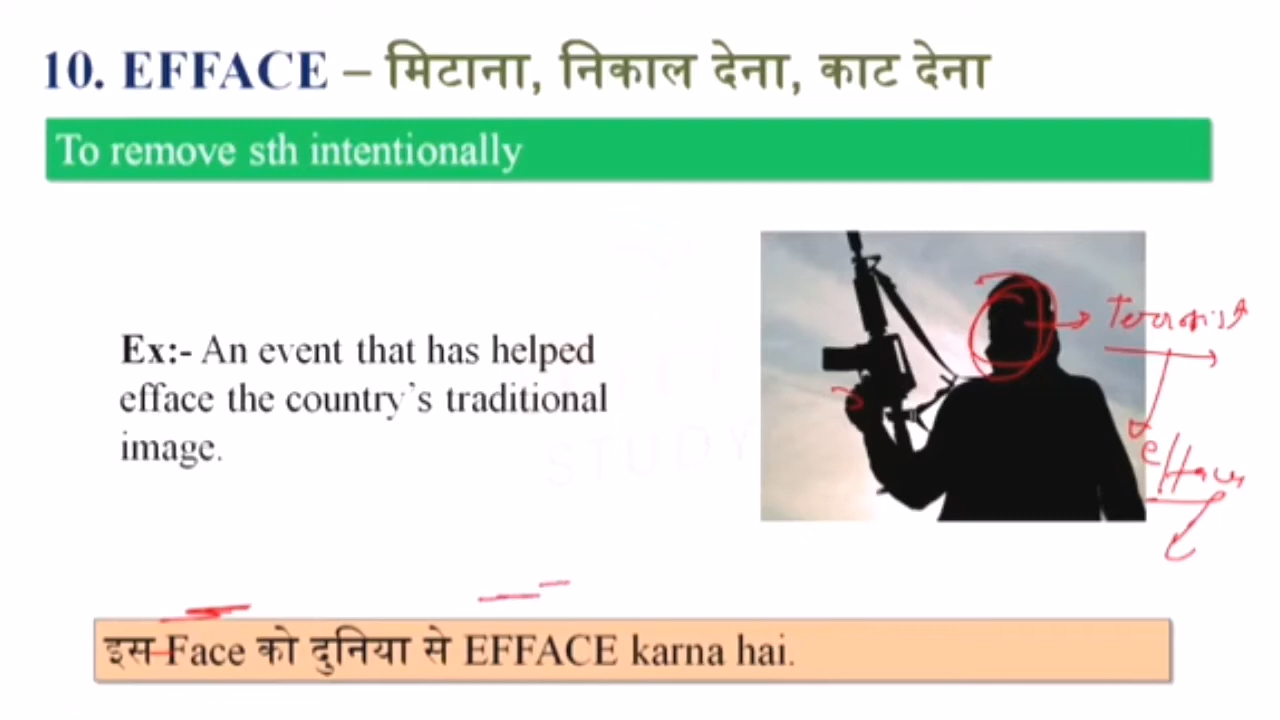 10. EFFACE – मिटाना, निकाल देना, काट देना
To remove sth intentionally
Ex:- An event that has helped
efface the country's traditional
image.
terrorist
STUDY
इस Face को दुनिया से EFFACE karna hai.